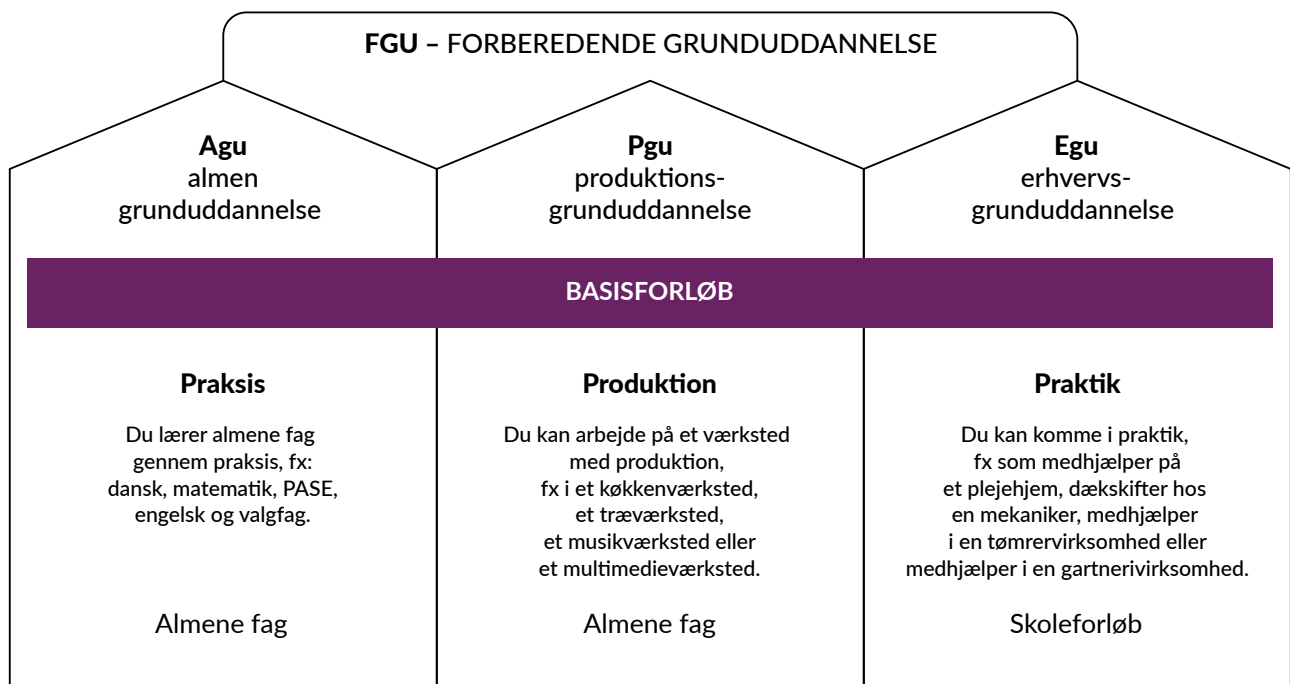 FGU – FORBEREDENDE GRUNDUDDANNELSE
Agu
almen
grunduddannelse
Pgu
produktions-
grunduddannelse
Egu
erhvervs-
grunduddannelse
BASISFORLØB
Praksis
Du lærer almene fag
gennem praksis, fx:
dansk, matematik, PASE,
engelsk og valgfag.
Almene fag
Produktion
Du kan arbejde på et værksted
med produktion,
fx i et køkkenværksted,
et træværksted,
et musikværksted eller
et multimedieværksted.
Almene fag
Praktik
Du kan komme i praktik,
fx som medhjælper på
et plejehjem, dækskifter hos
en mekaniker, medhjælper
i en tømrervirksomhed eller
medhjælper i en gartnerivirksomhed.
Skoleforløb